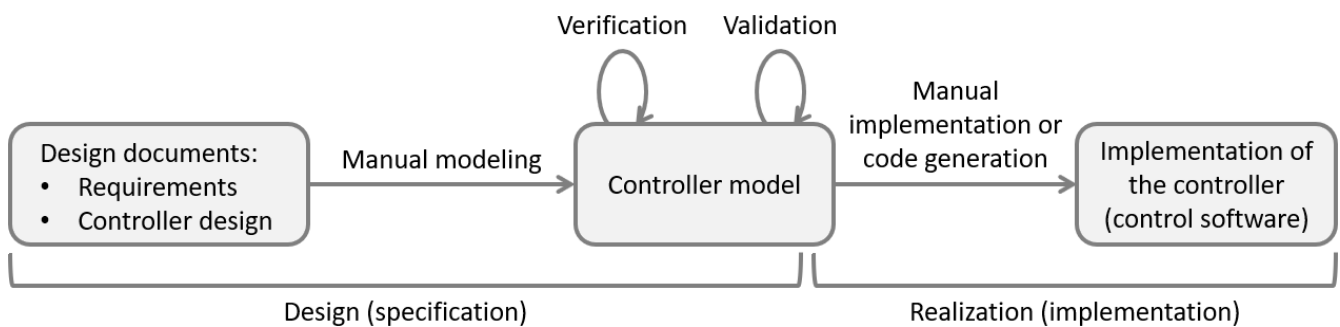 Verification
Validation
Design documents:
• Requirements
• Controller design
Manual modeling
Controller model
Manual
implementation or
code generation
Implementation of
the controller
(control software)
Design (specification)
Realization (implementation)